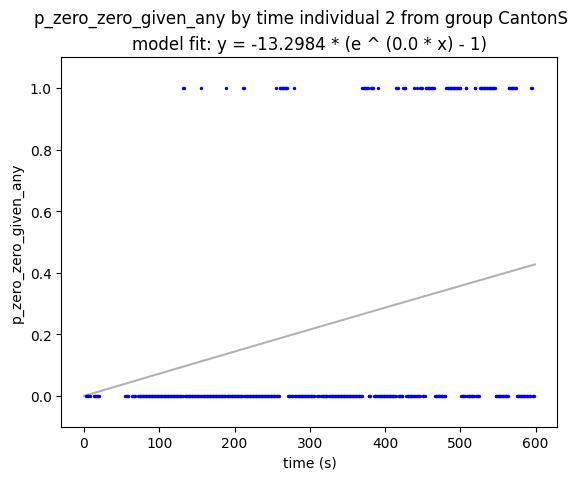 p_zero_zero_given_any by time individual 2 from group CantonS
model fit: y = -13.2984 * (e ^ (0.0 * x) - 1)
p_zero_zero_given_any
1.0
0.8
0.6
0.4
0.2
0.0
0 100 200 300 400 500 600
time (s)